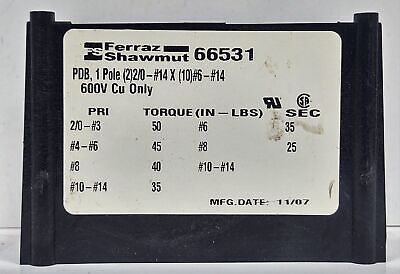 Ferraz
Shawmut 66531
PDB, 1 Pole (2)2/0-#14 X (10)#6-#14
600V Cu Only
PRI TORQUE (IN-LBS) SEC
2/0-#3 50 #6 35
#4-#6 45 #8 25
#8 40 #10-#14
#10-#14 35
MFG.DATE: 11/07